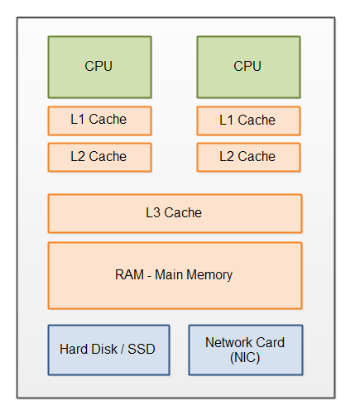 CPU
CPU
L1 Cache
L1 Cache
L2 Cache
L2 Cache
L3 Cache
RAM - Main Memory
Hard Disk / SSD
Network Card
(NIC)